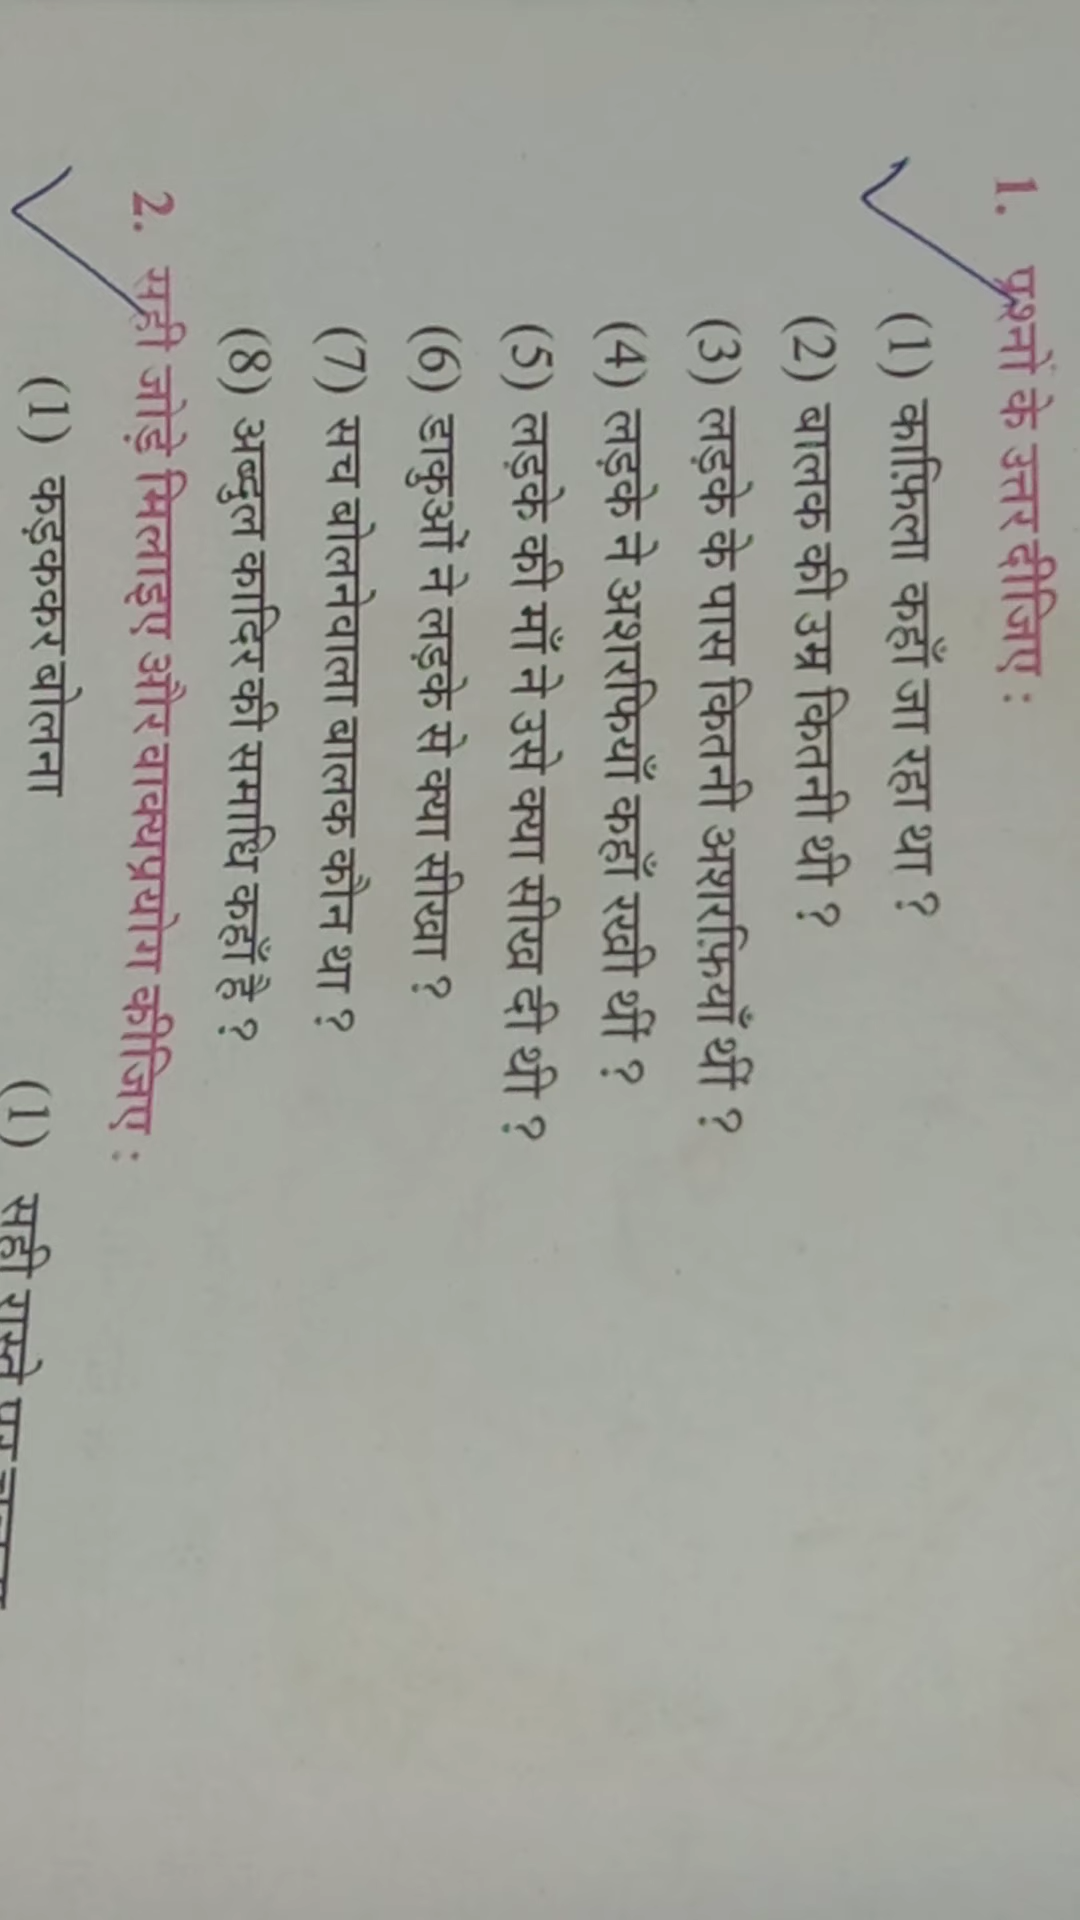 1. प्रश्नों के उत्तर दीजिए :
(1) काफ़िला कहाँ जा रहा था ?
(2) बालक की उम्र कितनी थी ?
(3) लड़के के पास कितनी अशरफ़ियाँ थीं ?
(4) लड़के ने अशरफियाँ कहाँ रखी थीं ?
(5) लड़के की माँ ने उसे क्या सीख दी थी ?
(6) डाकुओं ने लड़के से क्या सीखा ?
(7) सच बोलनेवाला बालक कौन था ?
(8) अब्दुल कादिर की समाधि कहाँ है ?
2. सही जोड़े मिलाइए और वाक्यप्रयोग कीजिए :
(1) कड़ककर बोलना (1) सही रास्ते पर